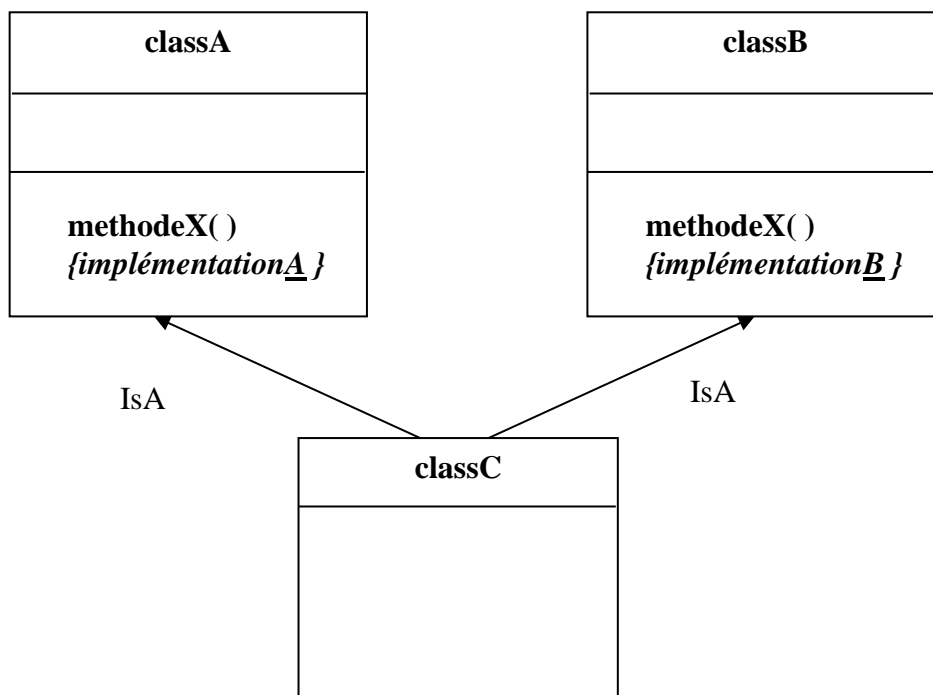 classA
methodeX( )
{implémentationA }
classB
methodeX( )
{implémentationB }
IsA
IsA
classC